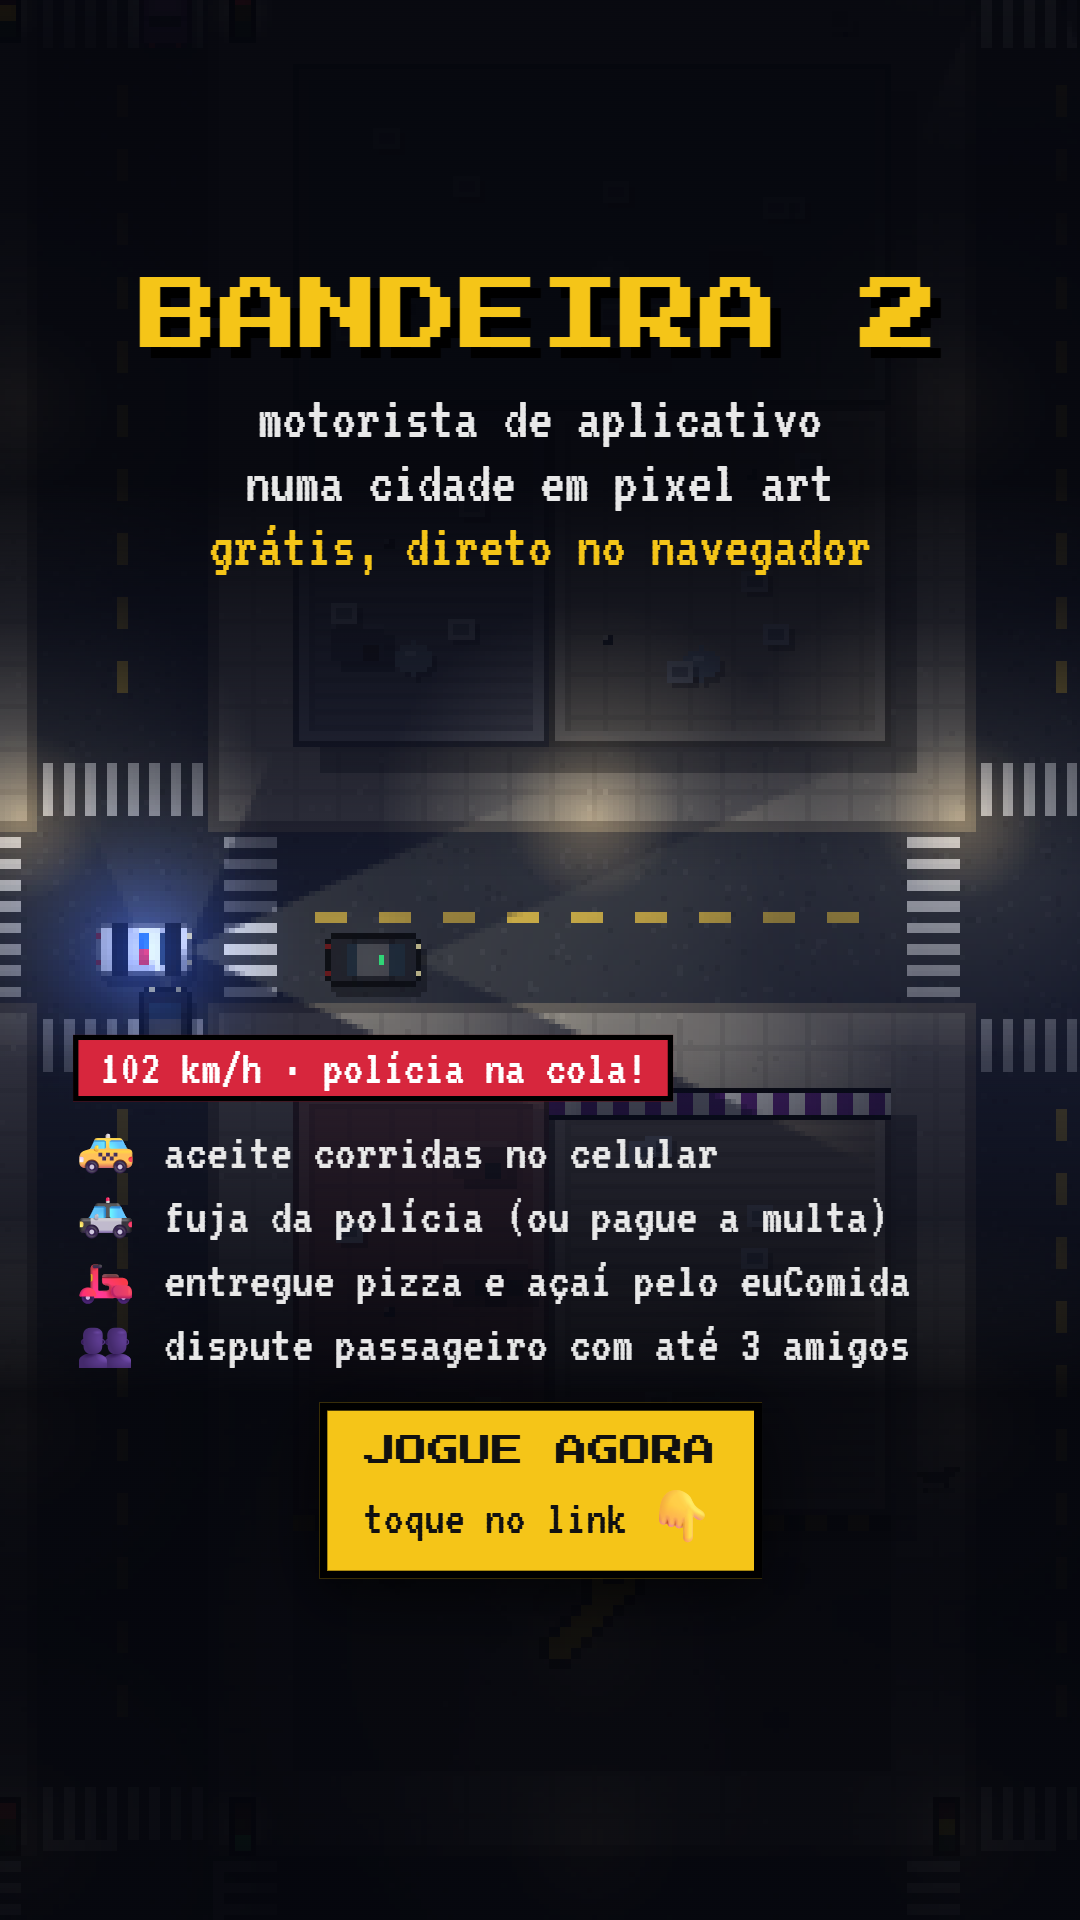 BANDEIRA 2
motorista de aplicativo
numa cidade em pixel art
grátis, direto no navegador
102 km/h · polícia na cola!
aceite corridas no celular
fuja da polícia (ou pague a multa)
entregue pizza e açaí pelo euComida
dispute passageiro com até 3 amigos
JOGUE AGORA
toque no link